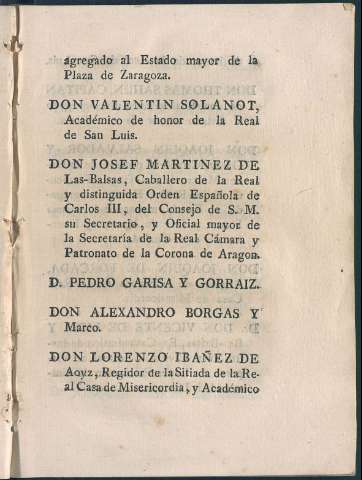 agregado al Estado mayor de la
Plaza de Zaragoza.
DON VALENTIN SOLANOT,
Académico de honor de la Real
de San Luis.
DON JOSEF MARTINEZ DE
Las-Balsas, Caballero de la Real
y distinguida Orden Española de
Carlos III, del Consejo de S. M.
su Secretario, y Oficial mayor de
la Secretaría de la Real Cámara y
Patronato de la Corona de Aragon.
D. PEDRO GARISA Y GORRAIZ.
DON ALEXANDRO BORGAS Y
Marco.
DON LORENZO IBAÑEZ DE
Aoyz, Regidor de la Sitiada de la Re-
al Casa de Misericordia, y Académico